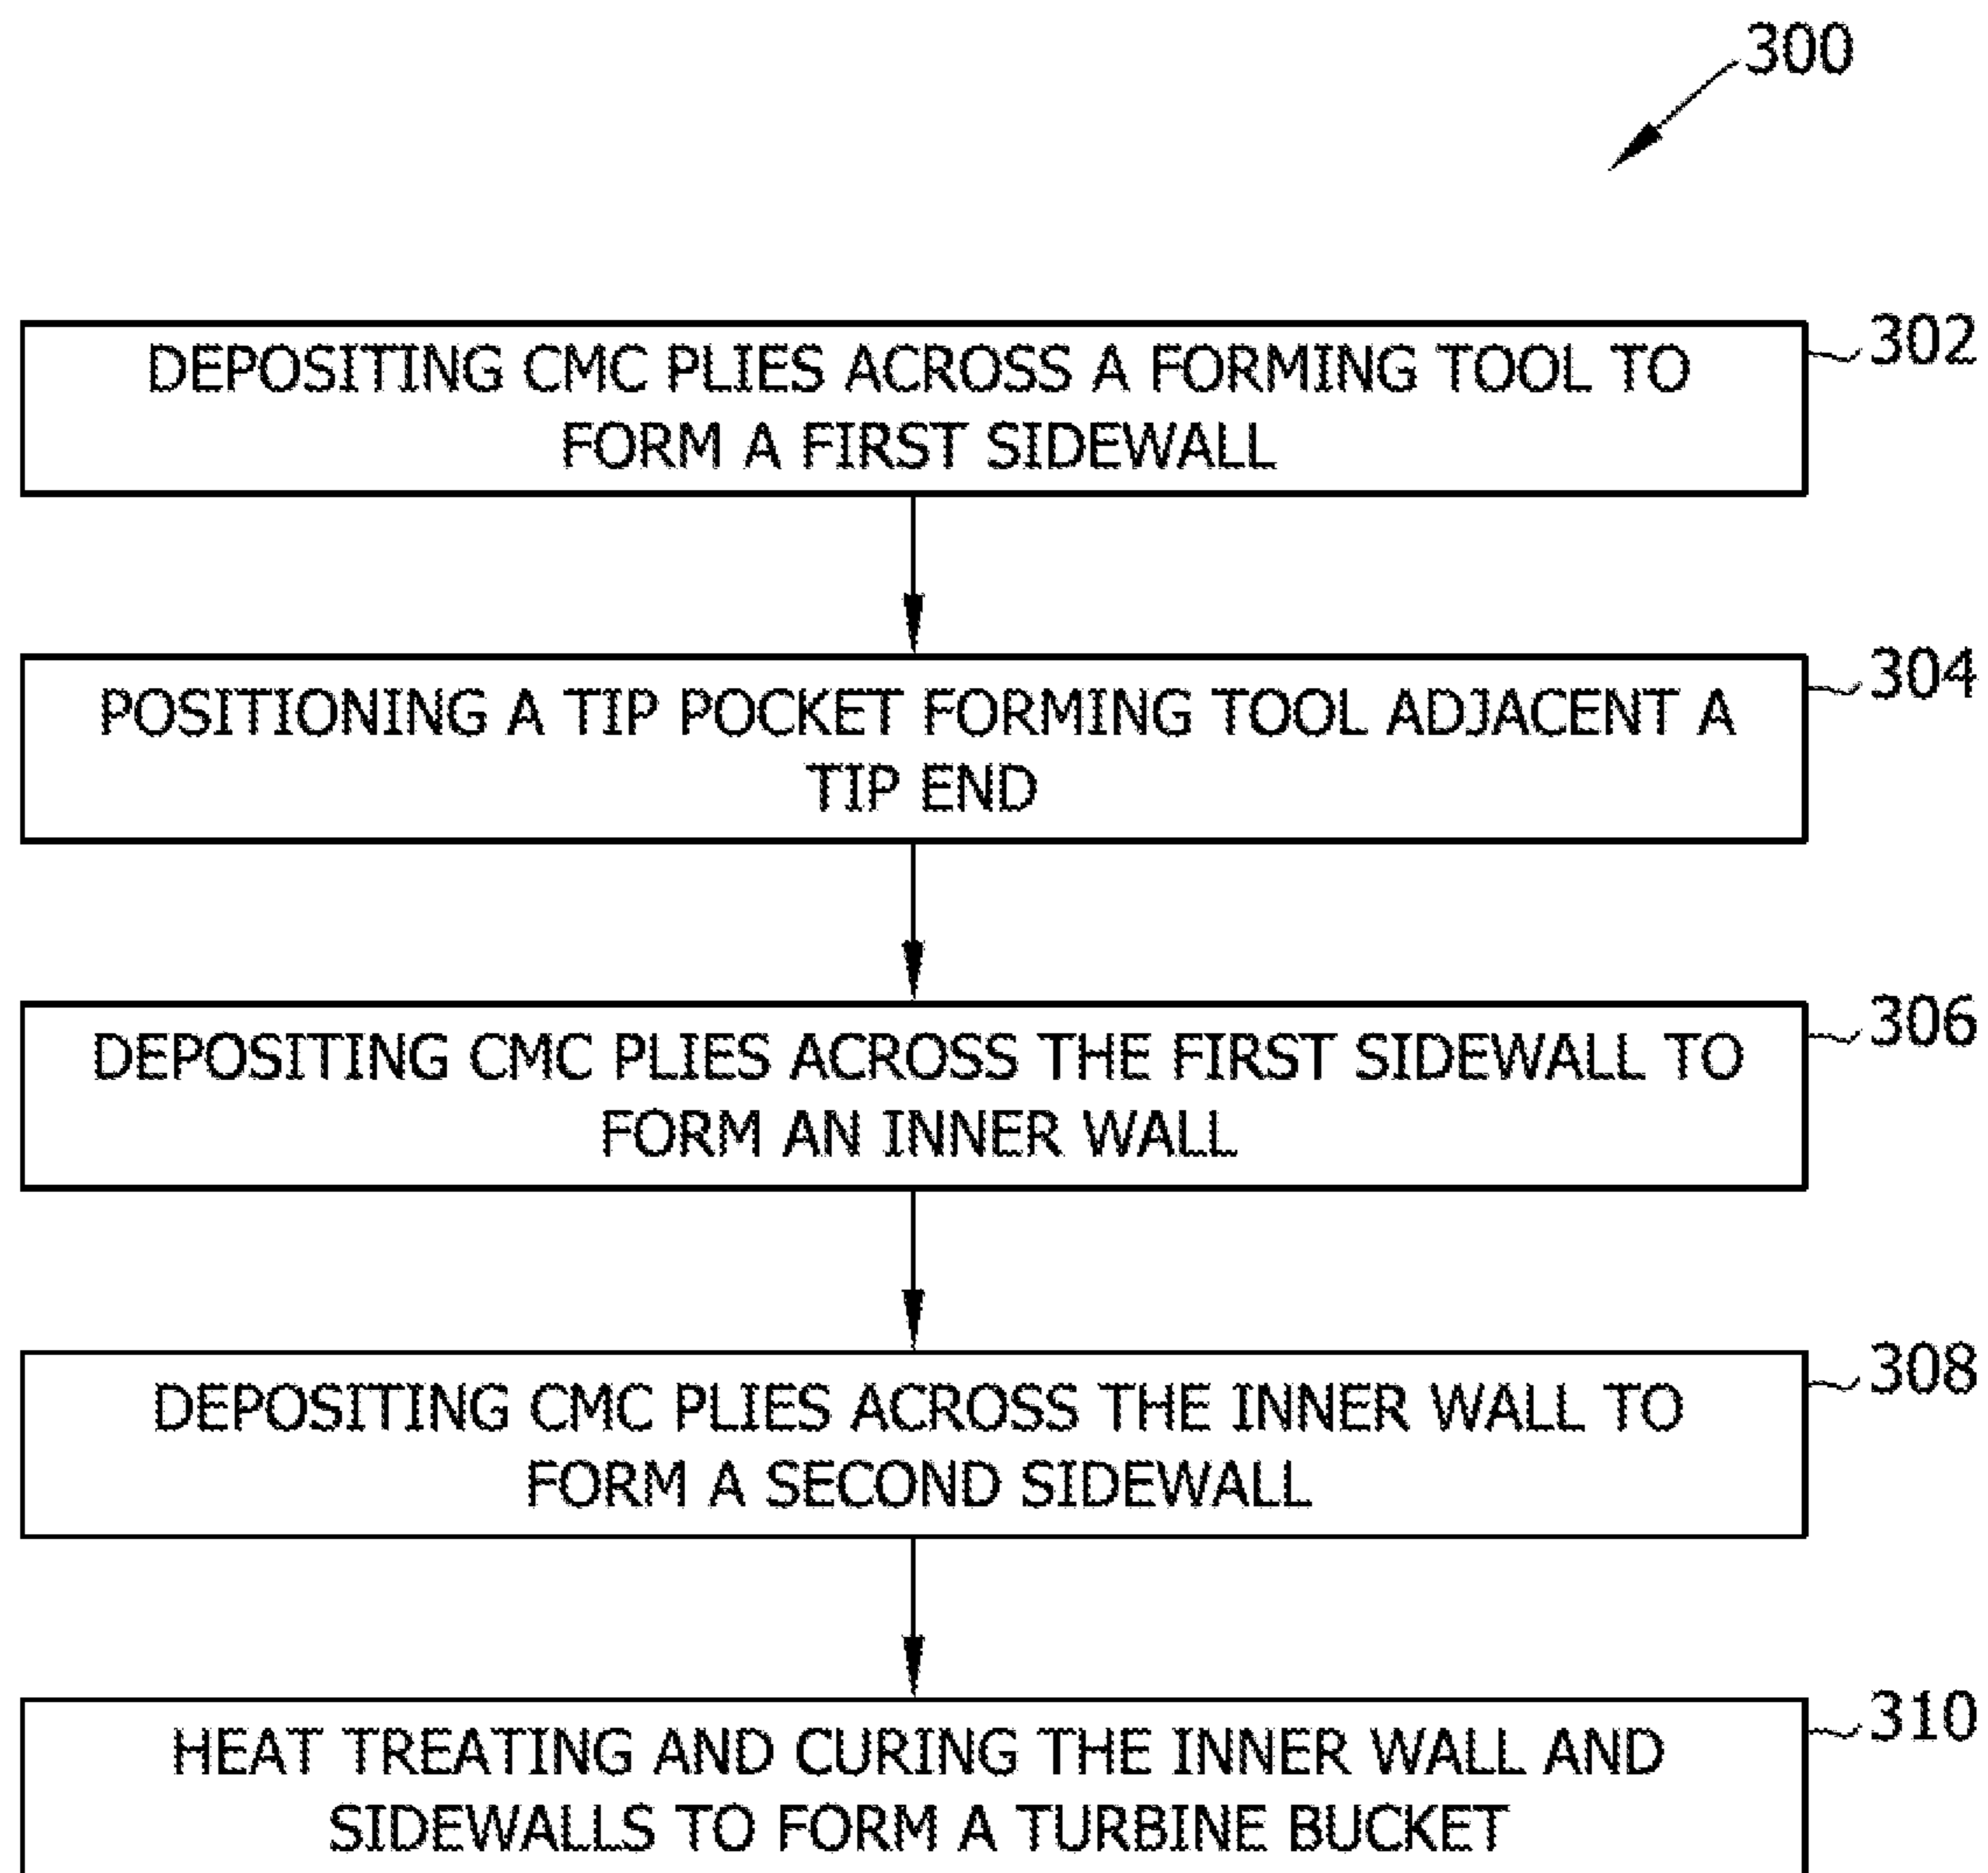 300
DEPOSITING CMC PLIES ACROSS A FORMING TOOL TO
FORM A FIRST SIDEWALL
302
POSITIONING A TIP POCKET FORMING TOOL ADJACENT A
TIP END
304
DEPOSITING CMC PLIES ACROSS THE FIRST SIDEWALL TO
FORM AN INNER WALL
306
DEPOSITING CMC PLIES ACROSS THE INNER WALL TO
FORM A SECOND SIDEWALL
308
HEAT TREATING AND CURING THE INNER WALL AND
SIDEWALLS TO FORM A TURBINE BUCKET
310